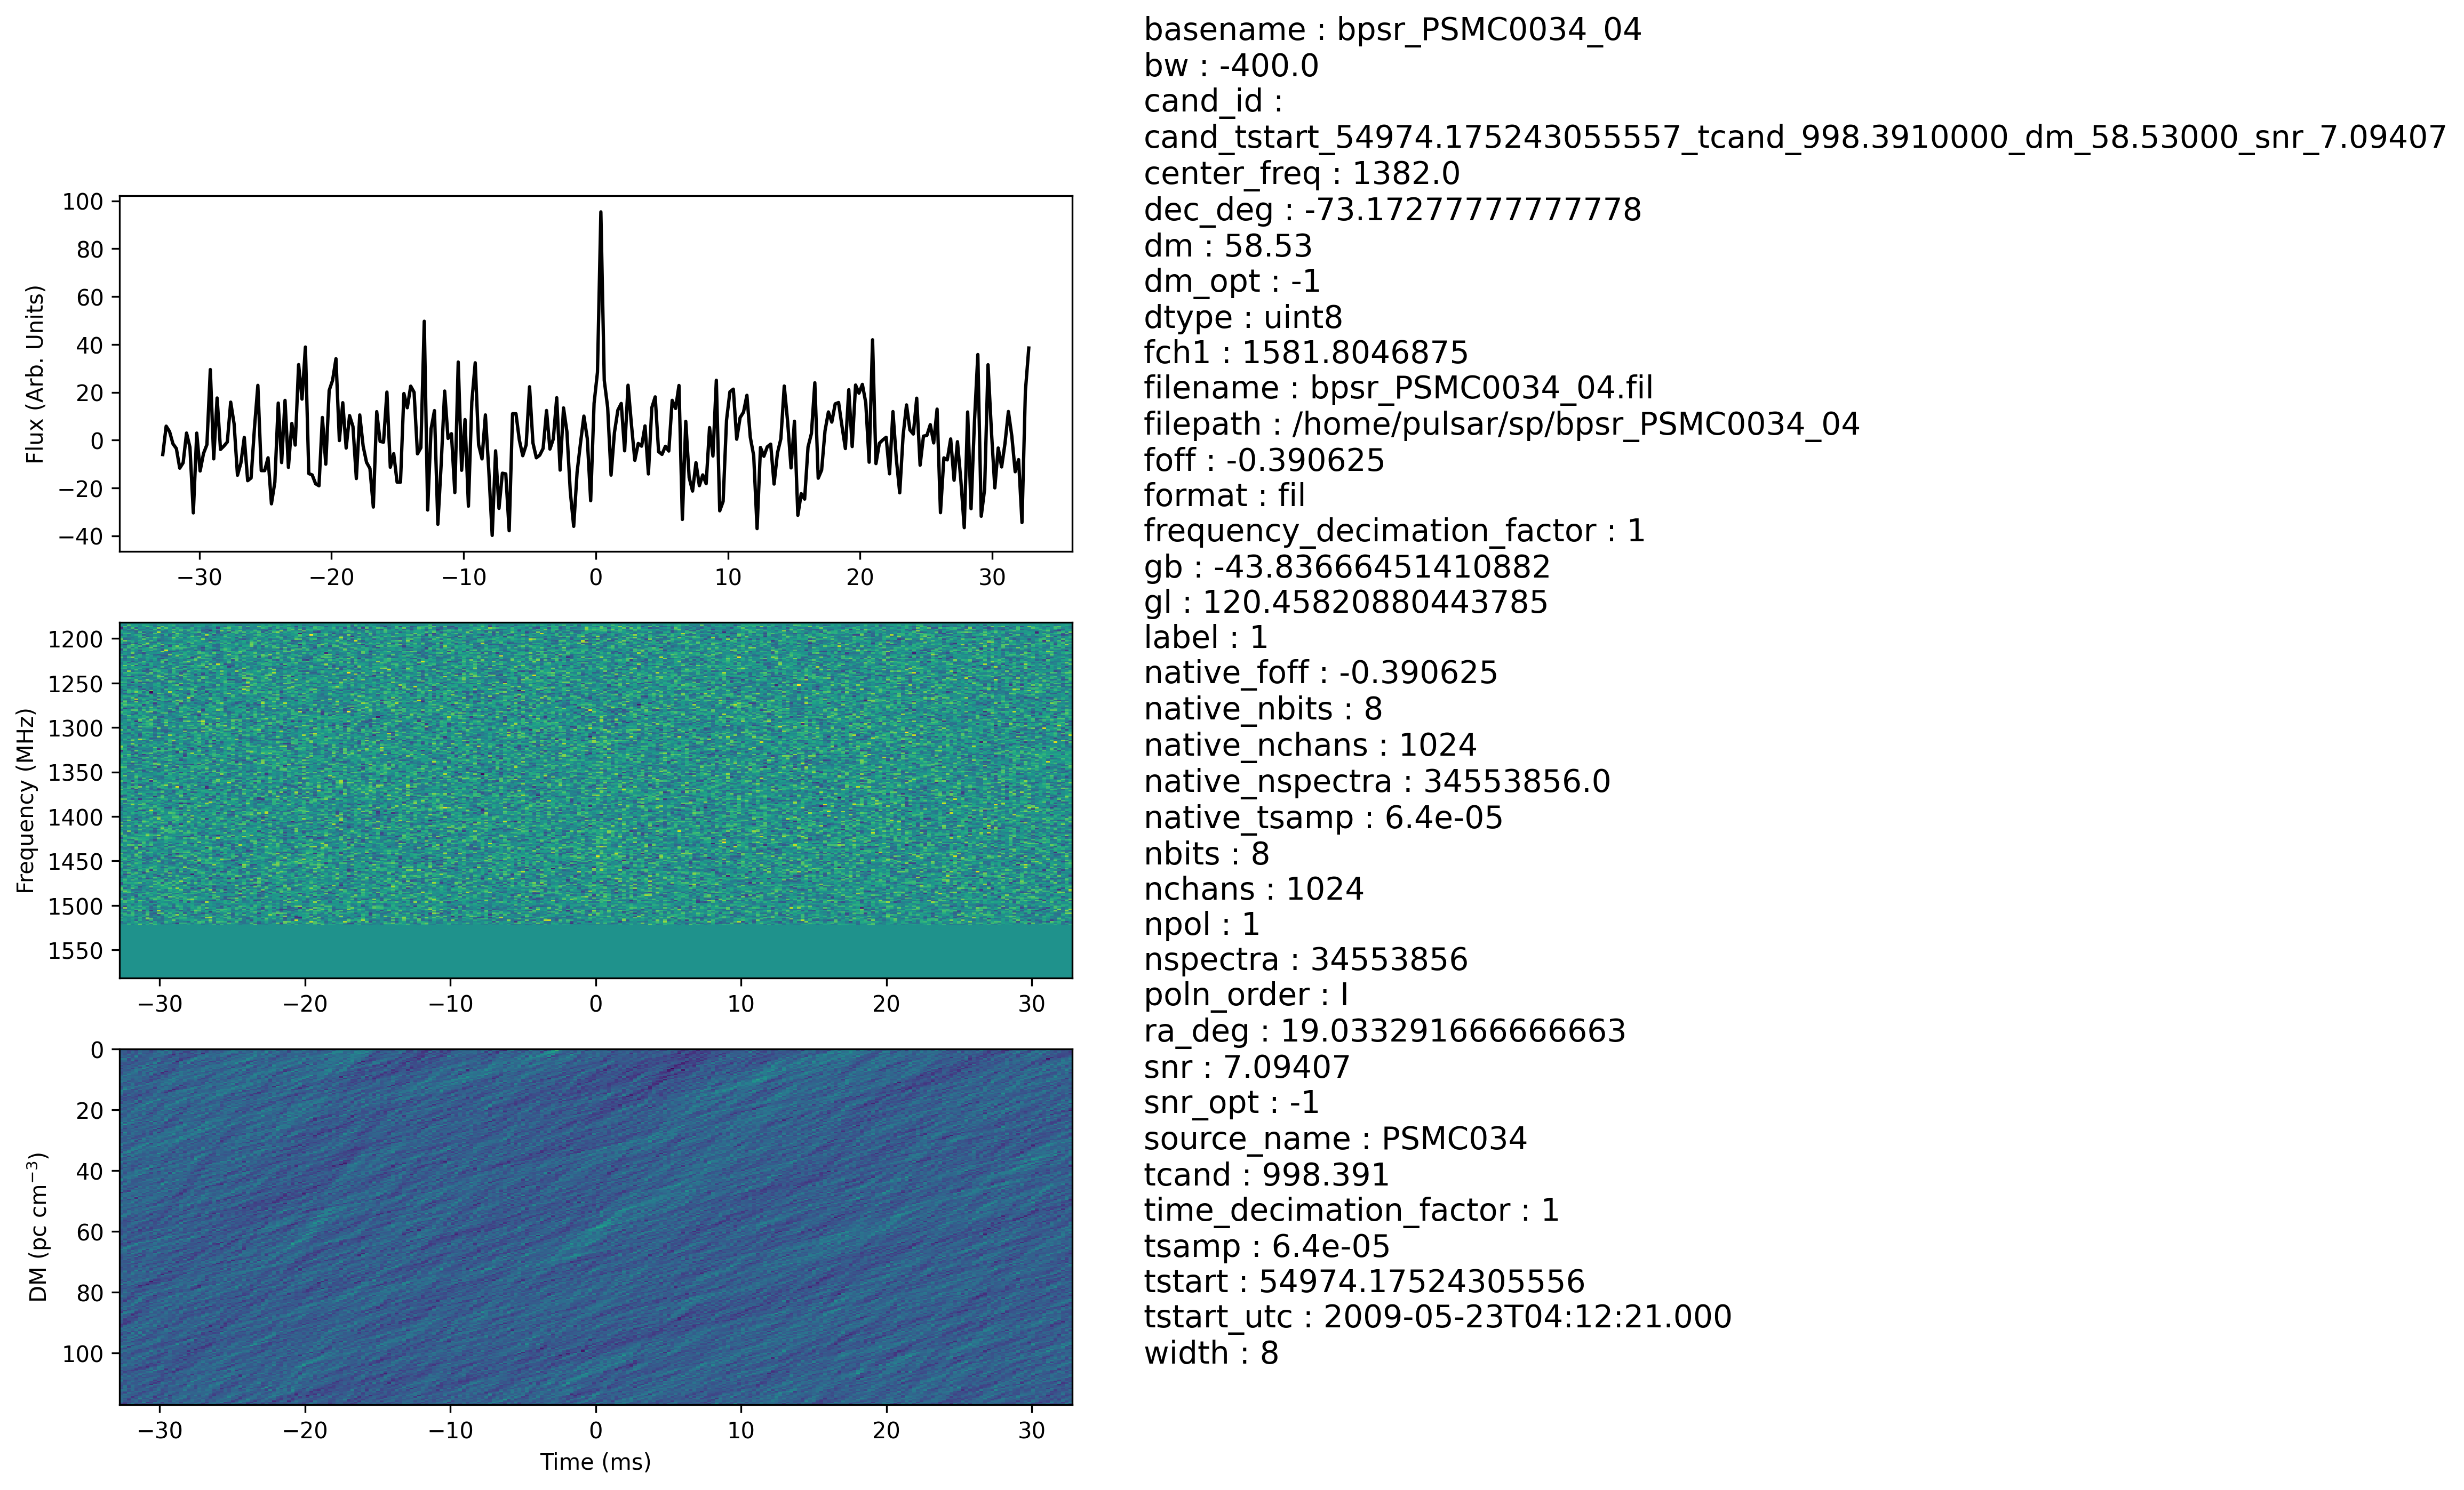 basename : bpsr_PSMC0034_04
bw : -400.0
cand_id :
cand_tstart_54974.175243055557_tcand_998.3910000_dm_58.53000_snr_7.09407
center_freq : 1382.0
dec_deg : -73.17277777777778
dm : 58.53
dm_opt : -1
dtype : uint8
fch1 : 1581.8046875
filename : bpsr_PSMC0034_04.fil
filepath : /home/pulsar/sp/bpsr_PSMC0034_04
foff : -0.390625
format : fil
frequency_decimation_factor : 1
gb : -43.83666451410882
gl : 120.45820880443785
label : 1
native_foff : -0.390625
native_nbits : 8
native_nchans : 1024
native_nspectra : 34553856.0
native_tsamp : 6.4e-05
nbits : 8
nchans : 1024
npol : 1
nspectra : 34553856
poln_order : I
ra_deg : 19.033291666666663
snr : 7.09407
snr_opt : -1
source_name : PSMC034
tcand : 998.391
time_decimation_factor : 1
tsamp : 6.4e-05
tstart : 54974.17524305556
tstart_utc : 2009-05-23T04:12:21.000
width : 8
Flux (Arb. Units)
100
80
60
40
20
0
−20
−40
−30 −20 −10 0 10 20 30
Frequency (MHz)
1200
1250
1300
1350
1400
1450
1500
1550
−30 −20 −10 0 10 20 30
DM (pc cm⁻³)
0
20
40
60
80
100
−30 −20 −10 0 10 20 30
Time (ms)